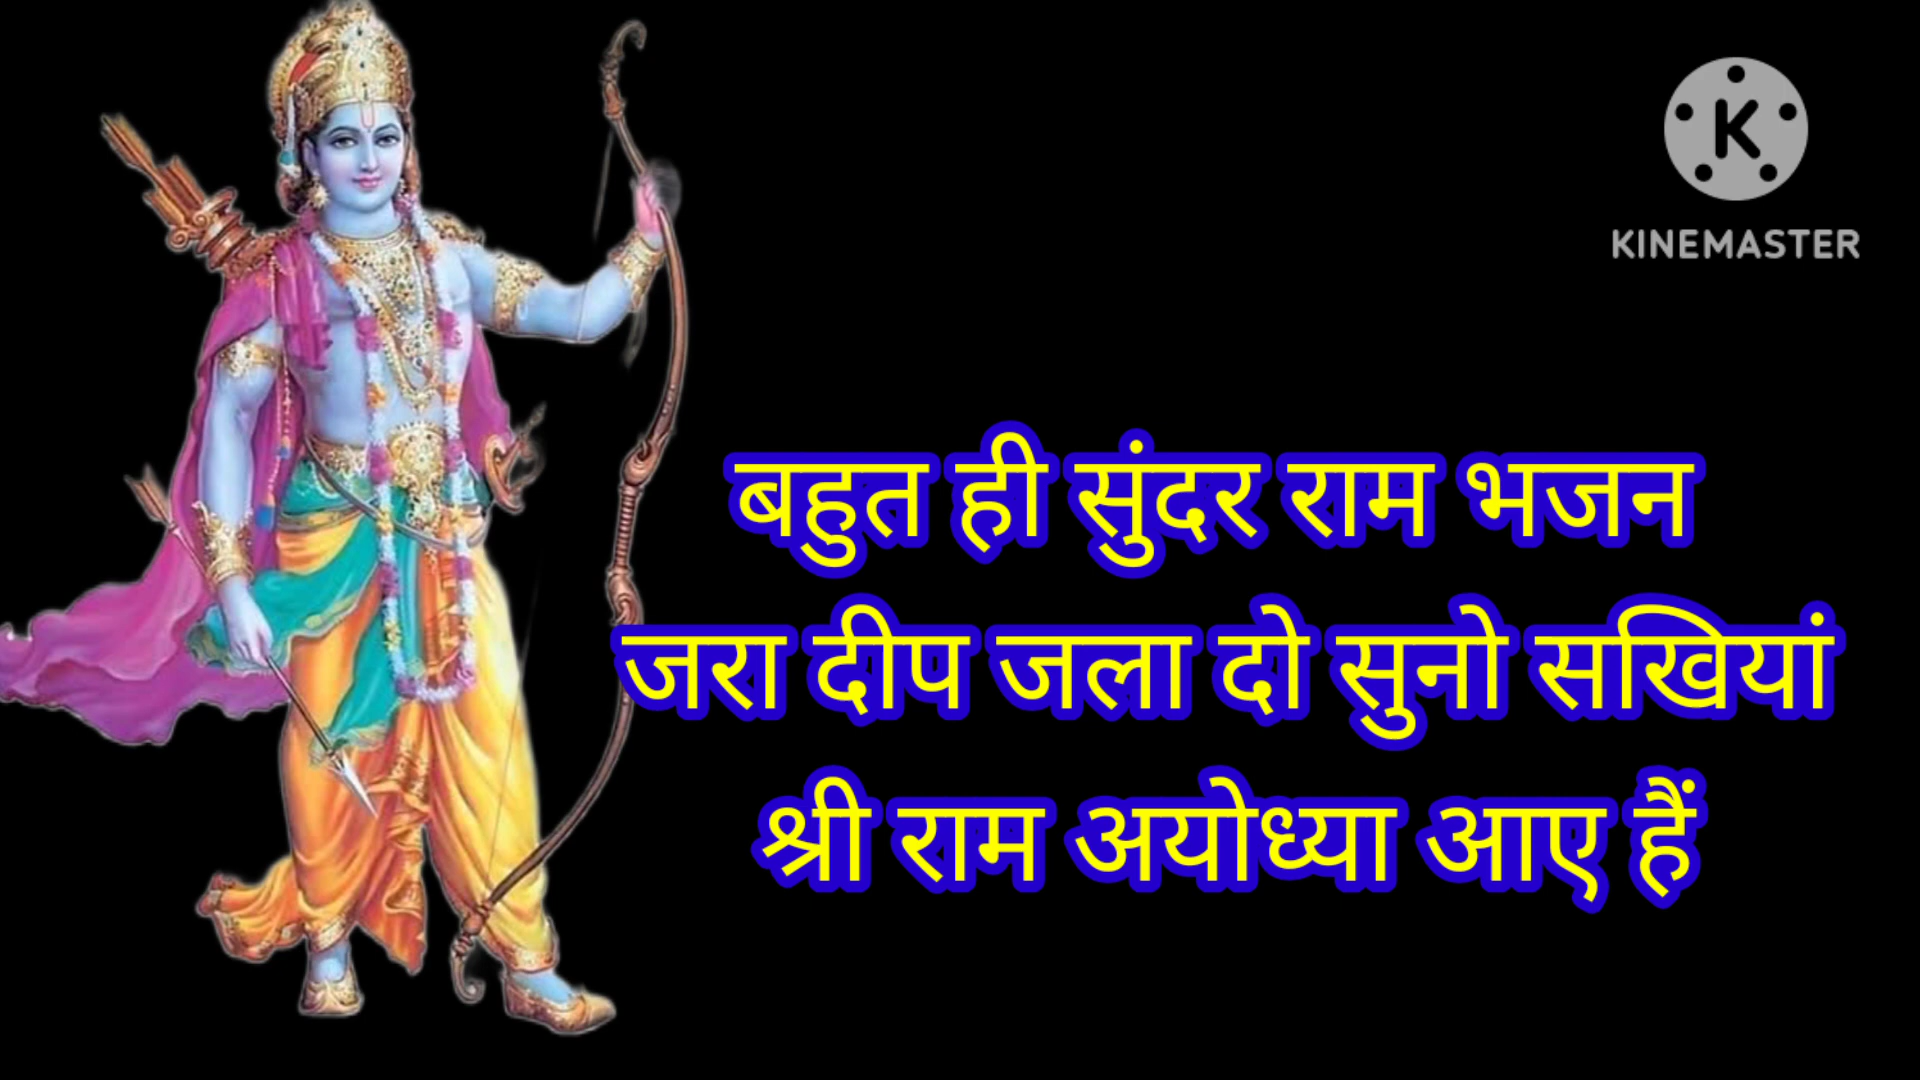 KINEMASTER
बहुत ही सुंदर राम भजन
जरा दीप जला दो सुनो सखियां
श्री राम अयोध्या आए हैं